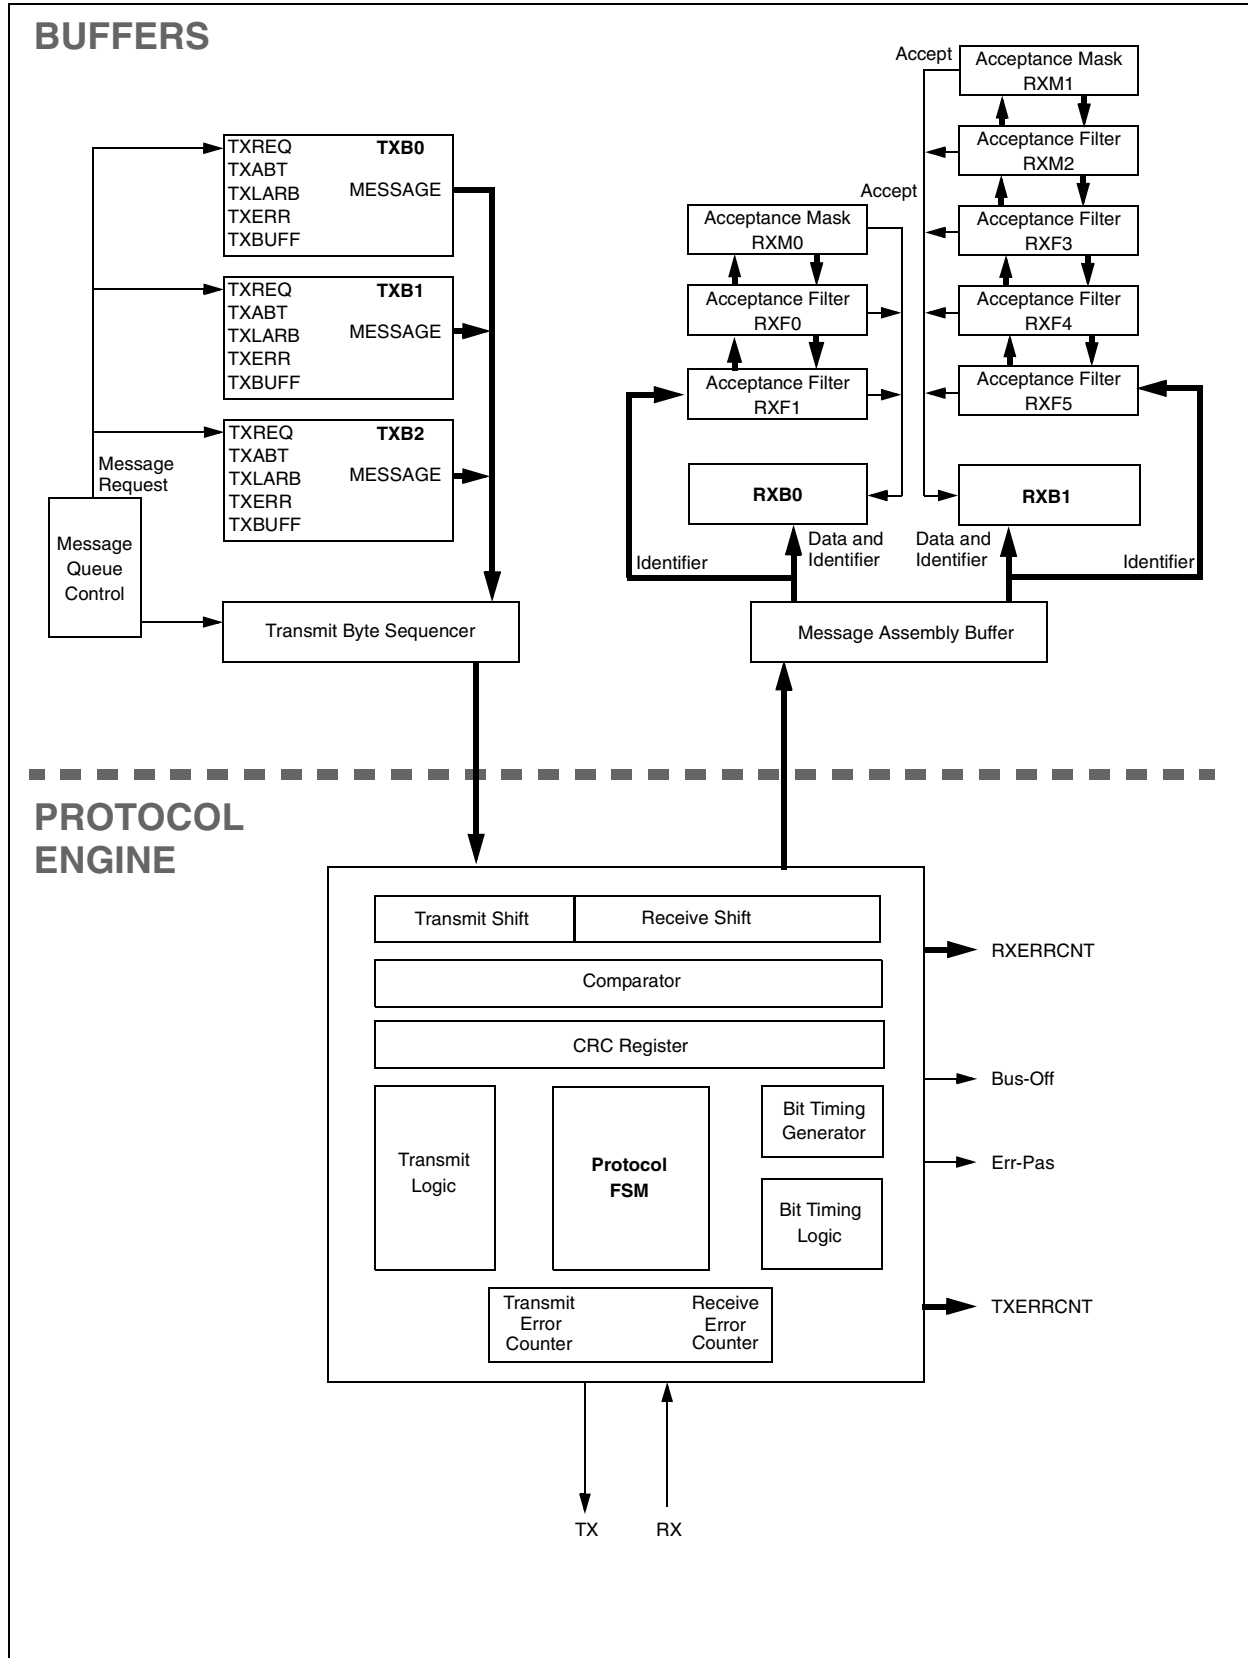 BUFFERS
TXREQ
TXABT
TXLARB
TXERR
TXBUFF
TXB0
MESSAGE
TXREQ
TXABT
TXLARB
TXERR
TXBUFF
TXB1
MESSAGE
TXREQ
TXABT
TXLARB
TXERR
TXBUFF
TXB2
MESSAGE
Message
Request
Message
Queue
Control
Transmit Byte Sequencer
Accept
Acceptance Mask
RXM1
Acceptance Filter
RXM2
Accept
Acceptance Mask
RXM0
Acceptance Filter
RXF3
Acceptance Filter
RXF0
Acceptance Filter
RXF4
Acceptance Filter
RXF1
Acceptance Filter
RXF5
RXB0
RXB1
Identifier
Data and
Identifier
Data and
Identifier
Identifier
Message Assembly Buffer
PROTOCOL
ENGINE
Transmit Shift
Receive Shift
Comparator
CRC Register
Transmit
Logic
Protocol
FSM
Bit Timing
Generator
Bit Timing
Logic
Transmit
Error
Counter
Receive
Error
Counter
RXERRCNT
Bus-Off
Err-Pas
TXERRCNT
TX
RX